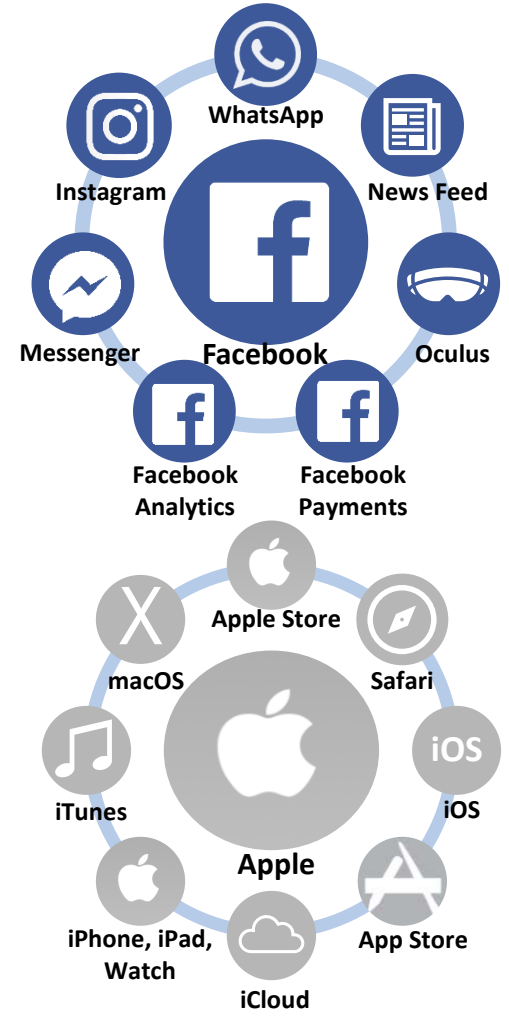 WhatsApp
Instagram
News Feed
Messenger
Facebook
Oculus
Facebook
Analytics
Facebook
Payments
Apple Store
macOS
Safari
iTunes
iOS
iOS
Apple
iPhone, iPad,
Watch
App Store
iCloud